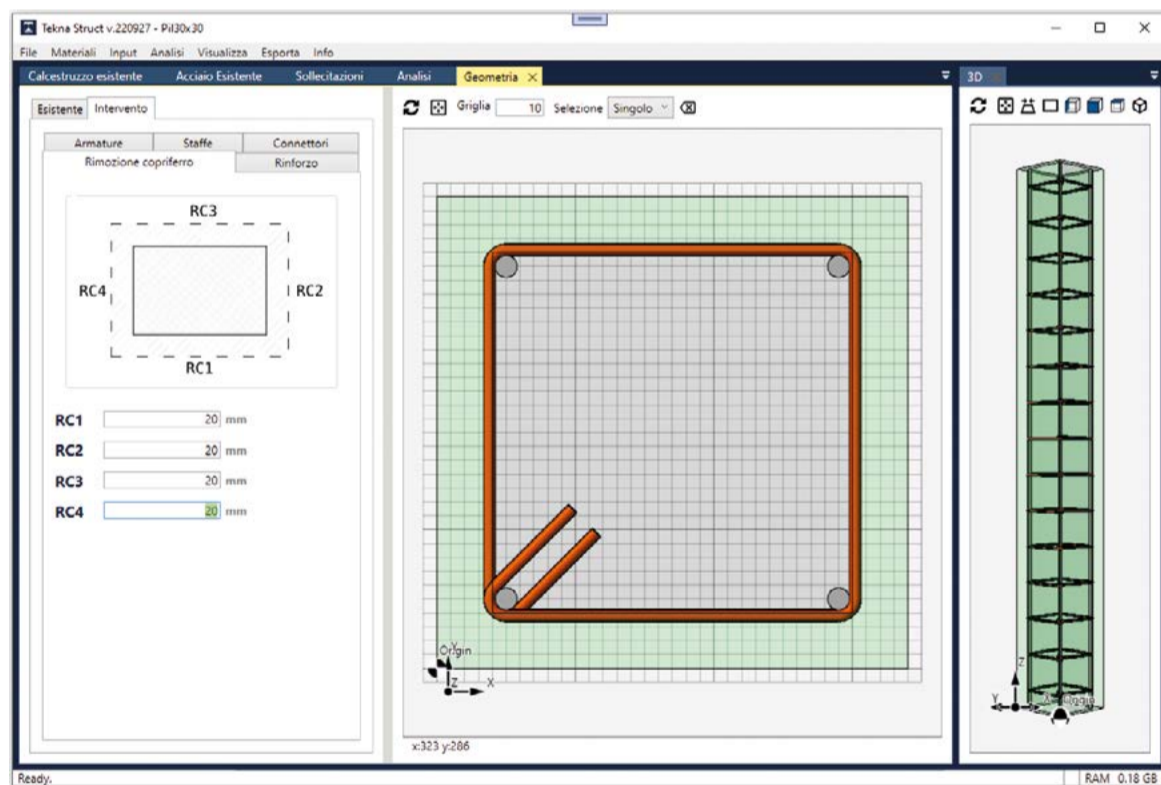 Tekna Struct v.220927 - Pil30x30
File Materiali Input Analisi Visualizza Esporta Info
Calcestruzzo esistente Acciaio Esistente Sollecitazioni Analisi Geometria 3D
Esistente Intervento
Griglia 10 Selezione Singolo
Armature Staffe Connettori
Rimozione copriferro Rinforzo
RC3
RC4 RC2
RC1
RC1 20 mm
RC2 20 mm
RC3 20 mm
RC4 20 mm
Origin
Y
Z X
x:323 y:286
Z
Y X Origin
Ready. RAM 0.18 GB